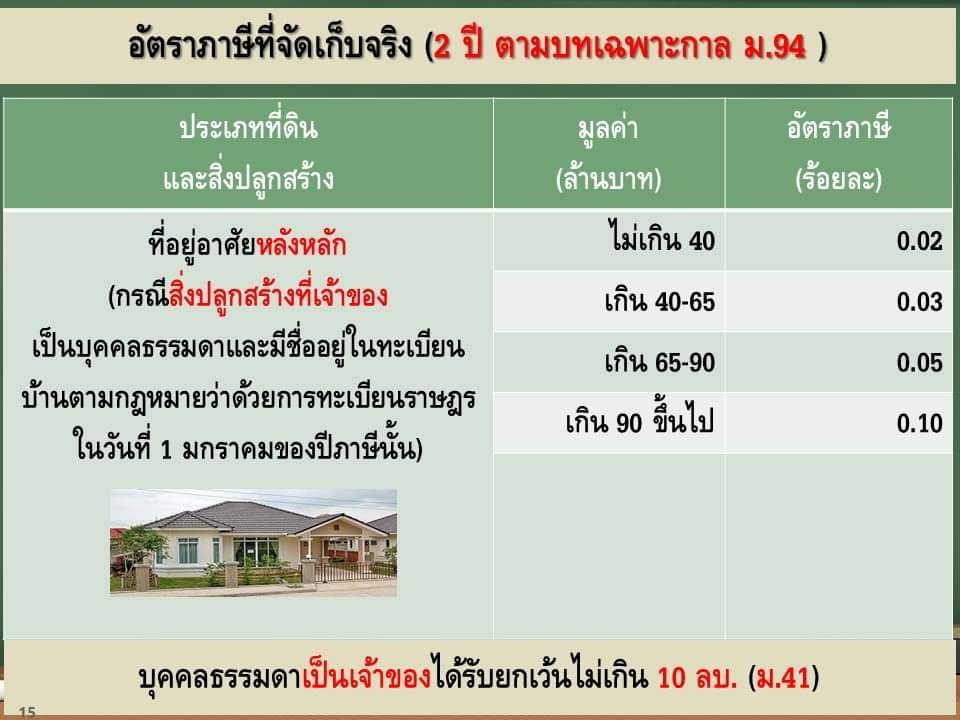 อัตราภาษีที่จัดเก็บจริง (2 ปี ตามบทเฉพาะกาล ม.94 )
ประเภทที่ดิน
และสิ่งปลูกสร้าง
มูลค่า
(ล้านบาท)
อัตราภาษี
(ร้อยละ)
ที่อยู่อาศัยหลังหลัก
(กรณีสิ่งปลูกสร้างที่เจ้าของ
เป็นบุคคลธรรมดาและมีชื่ออยู่ในทะเบียน
บ้านตามกฎหมายว่าด้วยการทะเบียนราษฎร
ในวันที่ 1 มกราคมของปีภาษีนั้น)
ไม่เกิน 40 0.02
เกิน 40-65 0.03
เกิน 65-90 0.05
เกิน 90 ขึ้นไป 0.10
บุคคลธรรมดาเป็นเจ้าของได้รับยกเว้นไม่เกิน 10 ลบ. (ม.41)
15